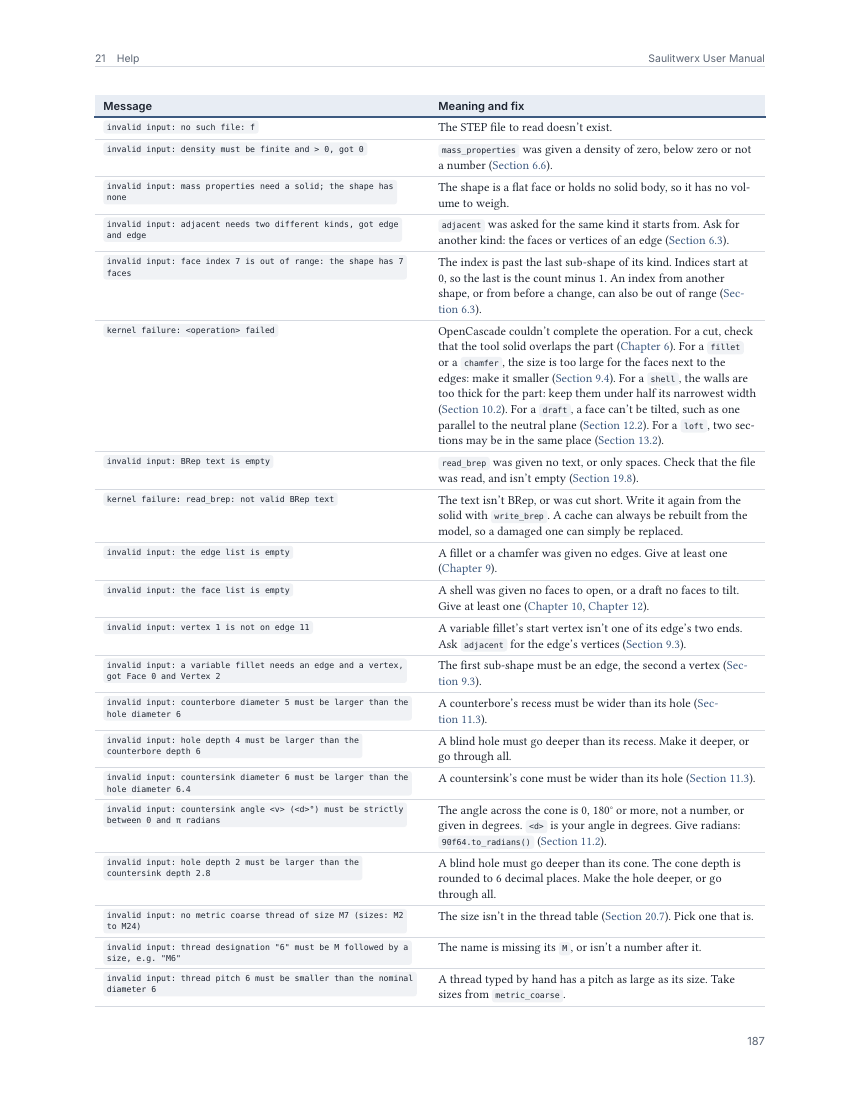 21 Help
Saulitwerx User Manual
Message
Meaning and fix
invalid input: no such file: f
The STEP file to read doesn't exist.
invalid input: density must be finite and > 0, got 0
mass_properties was given a density of zero, below zero or not
a number (Section 6.6).
invalid input: mass properties need a solid; the shape has
none
The shape is a flat face or holds no solid body, so it has no vol-
ume to weigh.
invalid input: adjacent needs two different kinds, got edge
and edge
adjacent was asked for the same kind it starts from. Ask for
another kind: the faces or vertices of an edge (Section 6.3).
invalid input: face index 7 is out of range: the shape has 7
faces
The index is past the last sub-shape of its kind. Indices start at
0, so the last is the count minus 1. An index from another
shape, or from before a change, can also be out of range (Sec-
tion 6.3).
kernel failure: <operation> failed
OpenCascade couldn't complete the operation. For a cut, check
that the tool solid overlaps the part (Chapter 6). For a fillet
or a chamfer, the size is too large for the faces next to the
edges: make it smaller (Section 9.4). For a shell, the walls are
too thick for the part: keep them under half its narrowest width
(Section 10.2). For a draft, a face can't be tilted, such as one
parallel to the neutral plane (Section 12.2). For a loft, two sec-
tions may be in the same place (Section 13.2).
invalid input: BRep text is empty
read_brep was given no text, or only spaces. Check that the file
was read, and isn't empty (Section 19.8).
kernel failure: read_brep: not valid BRep text
The text isn't BRep, or was cut short. Write it again from the
solid with write_brep. A cache can always be rebuilt from the
model, so a damaged one can simply be replaced.
invalid input: the edge list is empty
A fillet or a chamfer was given no edges. Give at least one
(Chapter 9).
invalid input: the face list is empty
A shell was given no faces to open, or a draft no faces to tilt.
Give at least one (Chapter 10, Chapter 12).
invalid input: vertex 1 is not on edge 11
A variable fillet's start vertex isn't one of its edge's two ends.
Ask adjacent for the edge's vertices (Section 9.3).
invalid input: a variable fillet needs an edge and a vertex,
got Face 0 and Vertex 2
The first sub-shape must be an edge, the second a vertex (Sec-
tion 9.3).
invalid input: counterbore diameter 5 must be larger than the
hole diameter 6
A counterbore's recess must be wider than its hole (Sec-
tion 11.3).
invalid input: hole depth 4 must be larger than the
counterbore depth 6
A blind hole must go deeper than its recess. Make it deeper, or
go through all.
invalid input: countersink diameter 6 must be larger than the
hole diameter 6.4
A countersink's cone must be wider than its hole (Section 11.3).
invalid input: countersink angle <v> (<d>°) must be strictly
between 0 and π radians
The angle across the cone is 0, 180° or more, not a number, or
given in degrees. <d> is your angle in degrees. Give radians:
90f64.to_radians() (Section 11.2).
invalid input: hole depth 2 must be larger than the
countersink depth 2.8
A blind hole must go deeper than its cone. The cone depth is
rounded to 6 decimal places. Make the hole deeper, or go
through all.
invalid input: no metric coarse thread of size M7 (sizes: M2
to M24)
The size isn't in the thread table (Section 20.7). Pick one that is.
invalid input: thread designation "6" must be M followed by a
size, e.g. "M6"
The name is missing its M, or isn't a number after it.
invalid input: thread pitch 6 must be smaller than the nominal
diameter 6
A thread typed by hand has a pitch as large as its size. Take
sizes from metric_coarse.
187